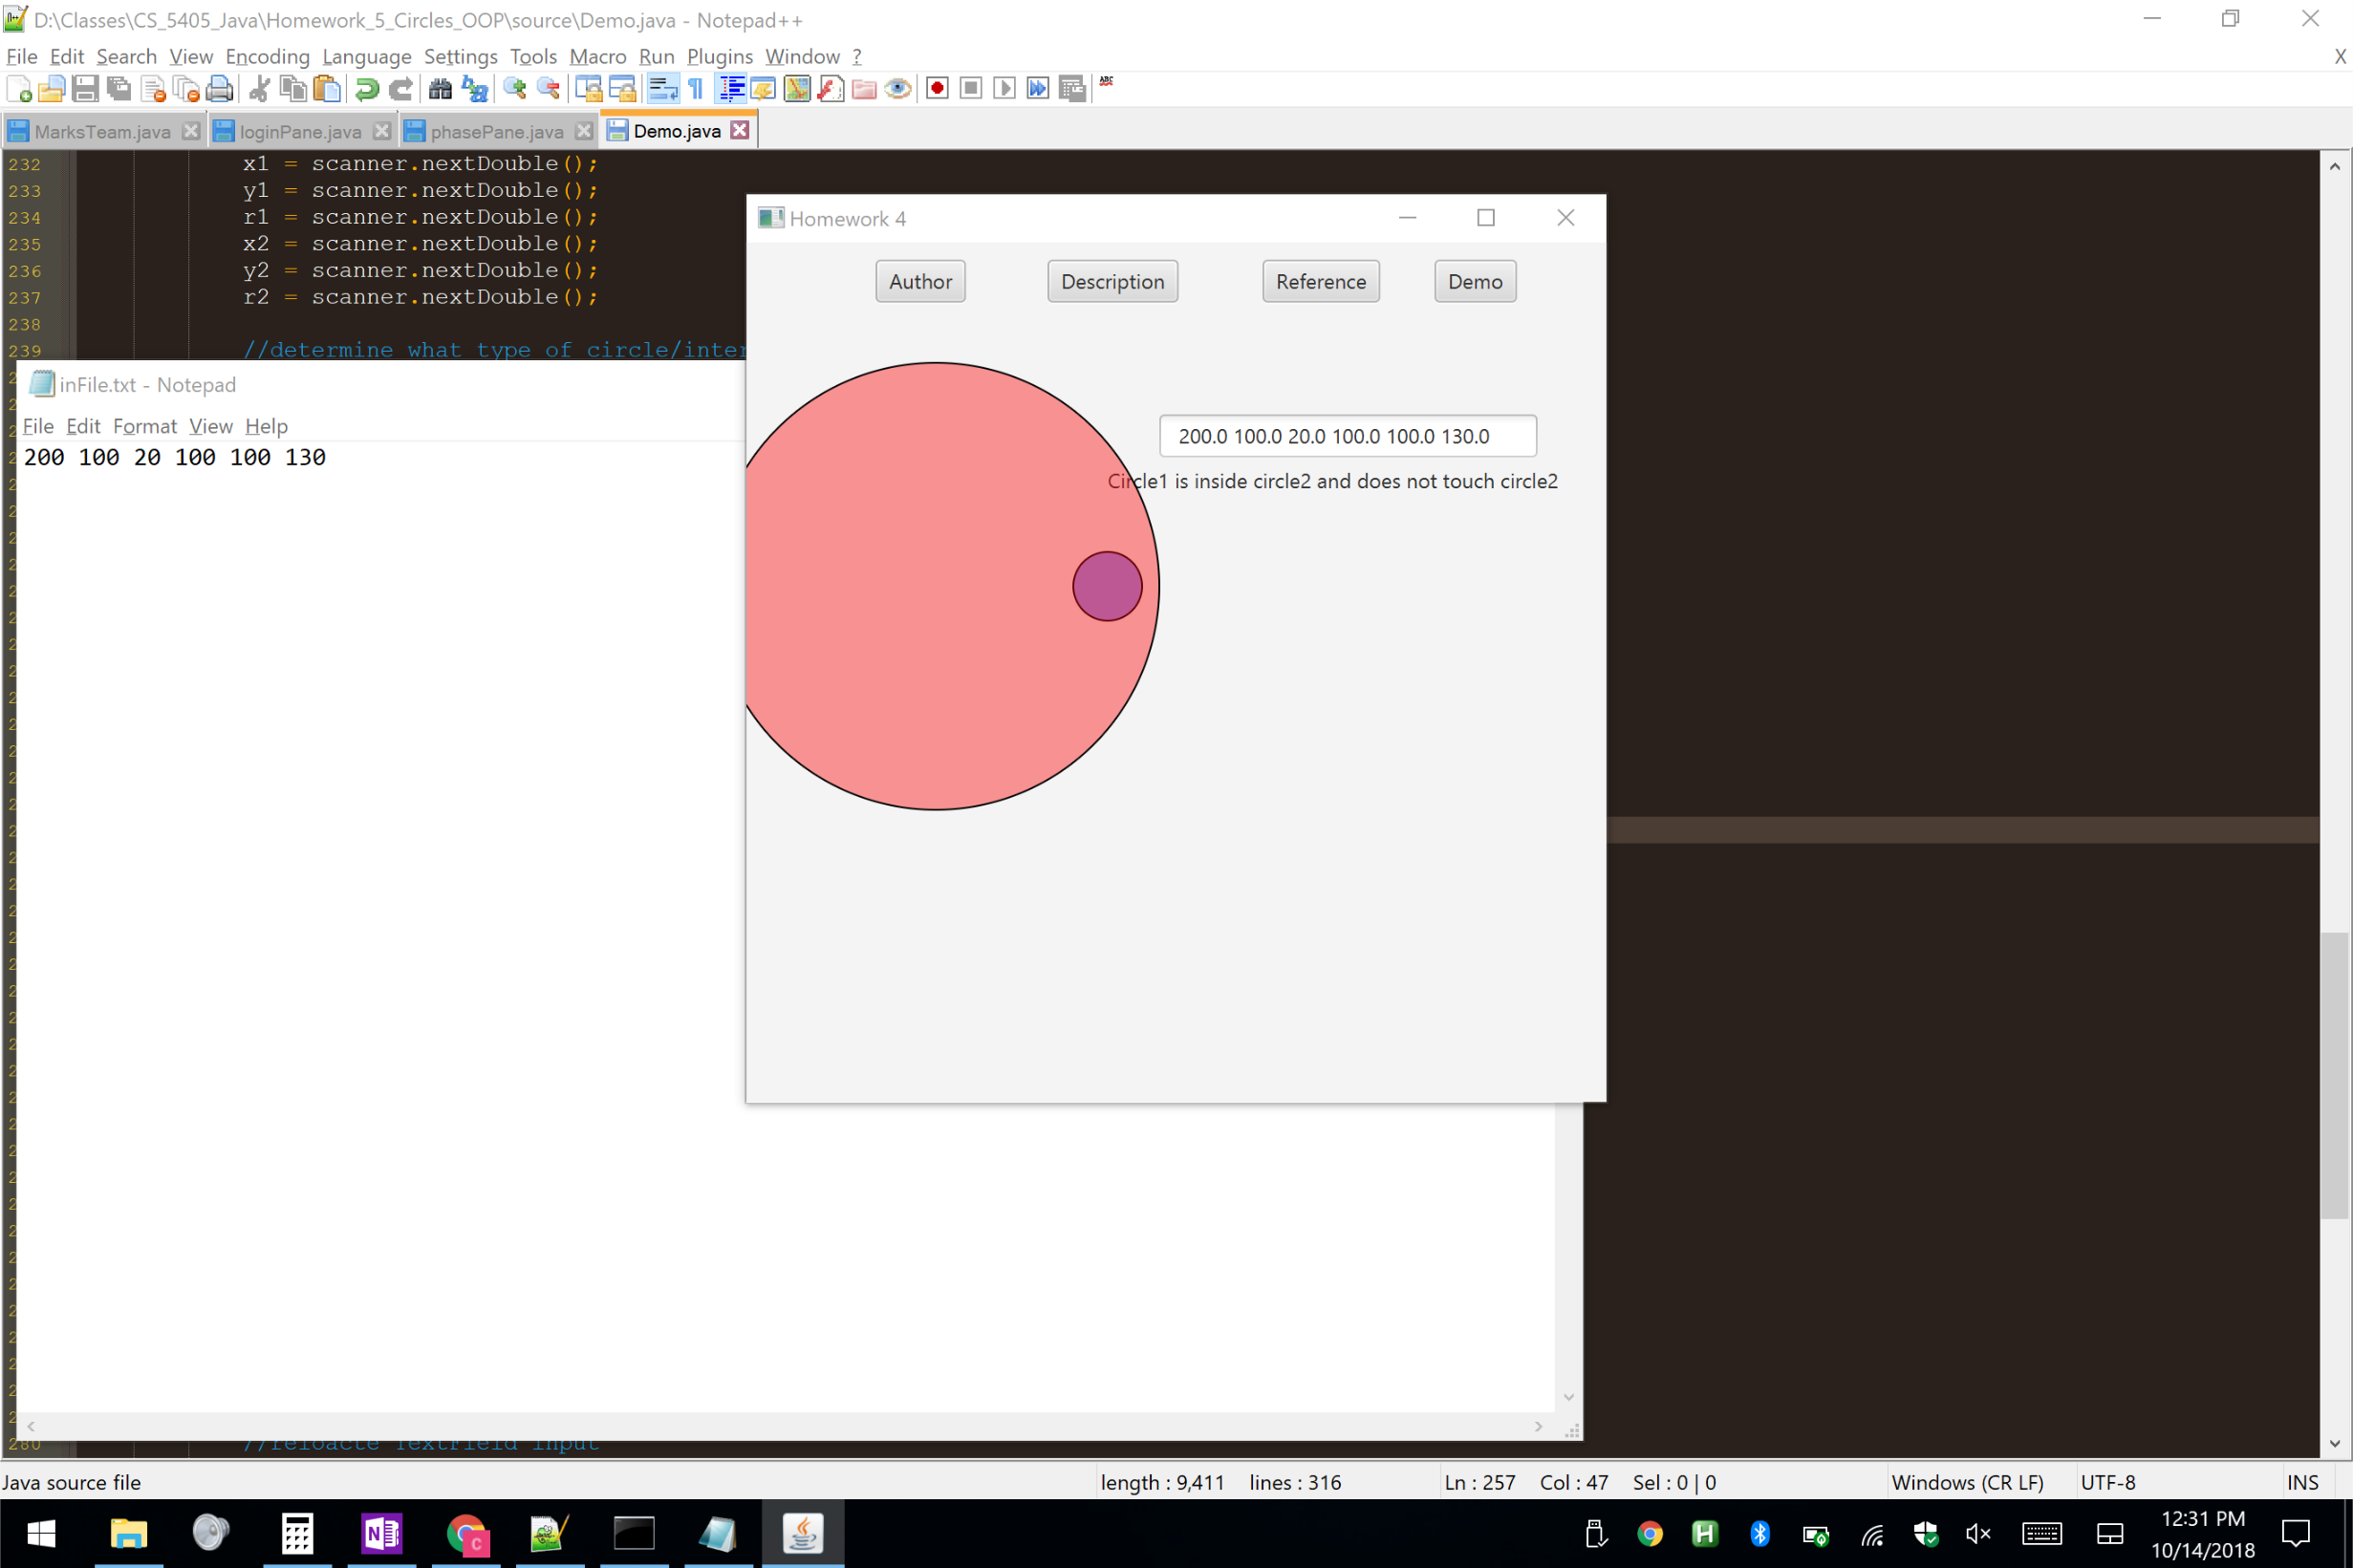 D:\Classes\CS_5405_Java\Homework_5_Circles_OOP\source\Demo.java - Notepad++
File Edit Search View Encoding Language Settings Tools Macro Run Plugins Window ? X
ABC
MarksTeam.java loginPane.java phasePane.java Demo.java
232 x1 = scanner.nextDouble();
233 y1 = scanner.nextDouble();
234 r1 = scanner.nextDouble();
235 x2 = scanner.nextDouble();
236 y2 = scanner.nextDouble();
237 r2 = scanner.nextDouble();
238
239 //determine what type of circle/inter
inFile.txt - Notepad
File Edit Format View Help
200 100 20 100 100 130
Homework 4
Author Description Reference Demo
200.0 100.0 20.0 100.0 100.0 130.0
Circle1 is inside circle2 and does not touch circle2
280 //reloacte TextField input
Java source file length : 9,411 lines : 316 Ln : 257 Col : 47 Sel : 0 | 0 Windows (CR LF) UTF-8 INS
12:31 PM
10/14/2018